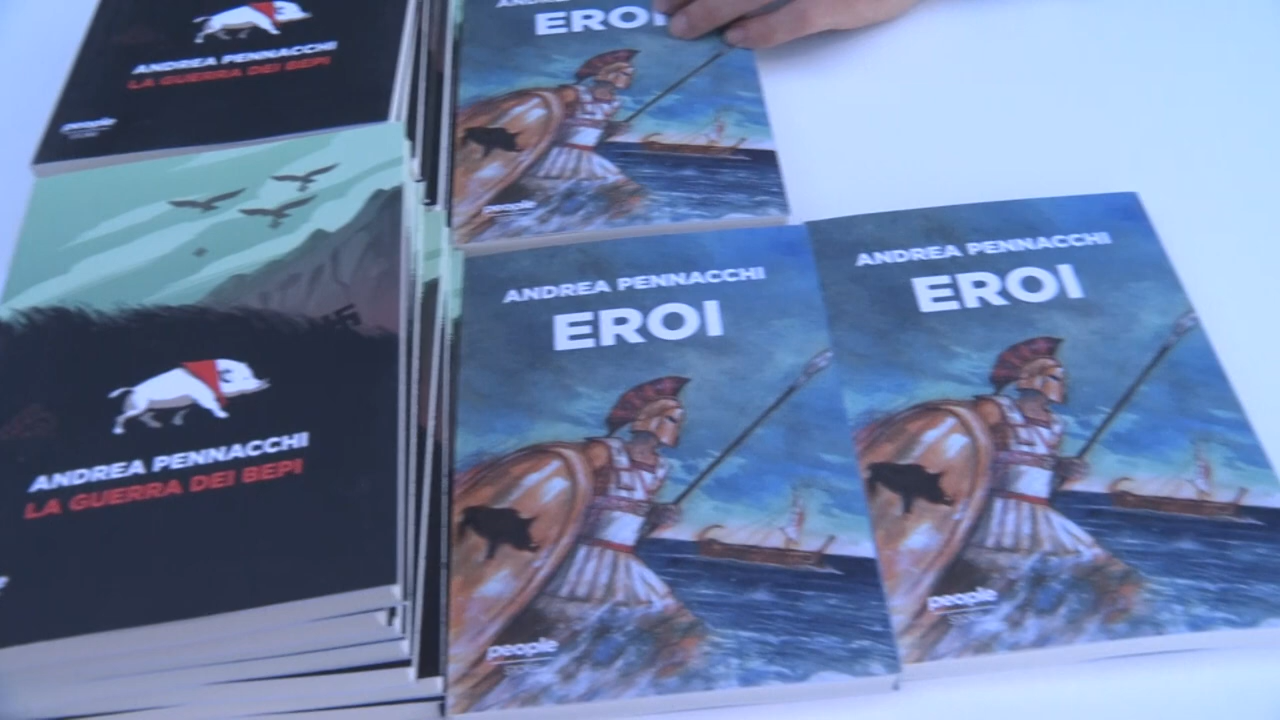 ANDREA PENNACCHI
LA GUERRA DEI BEPI
people
EROI
people
ANDREA PENNACCHI
LA GUERRA DEI BEPI
ANDREA PENNACCHI
EROI
people
ANDREA PENNACCHI
EROI
people